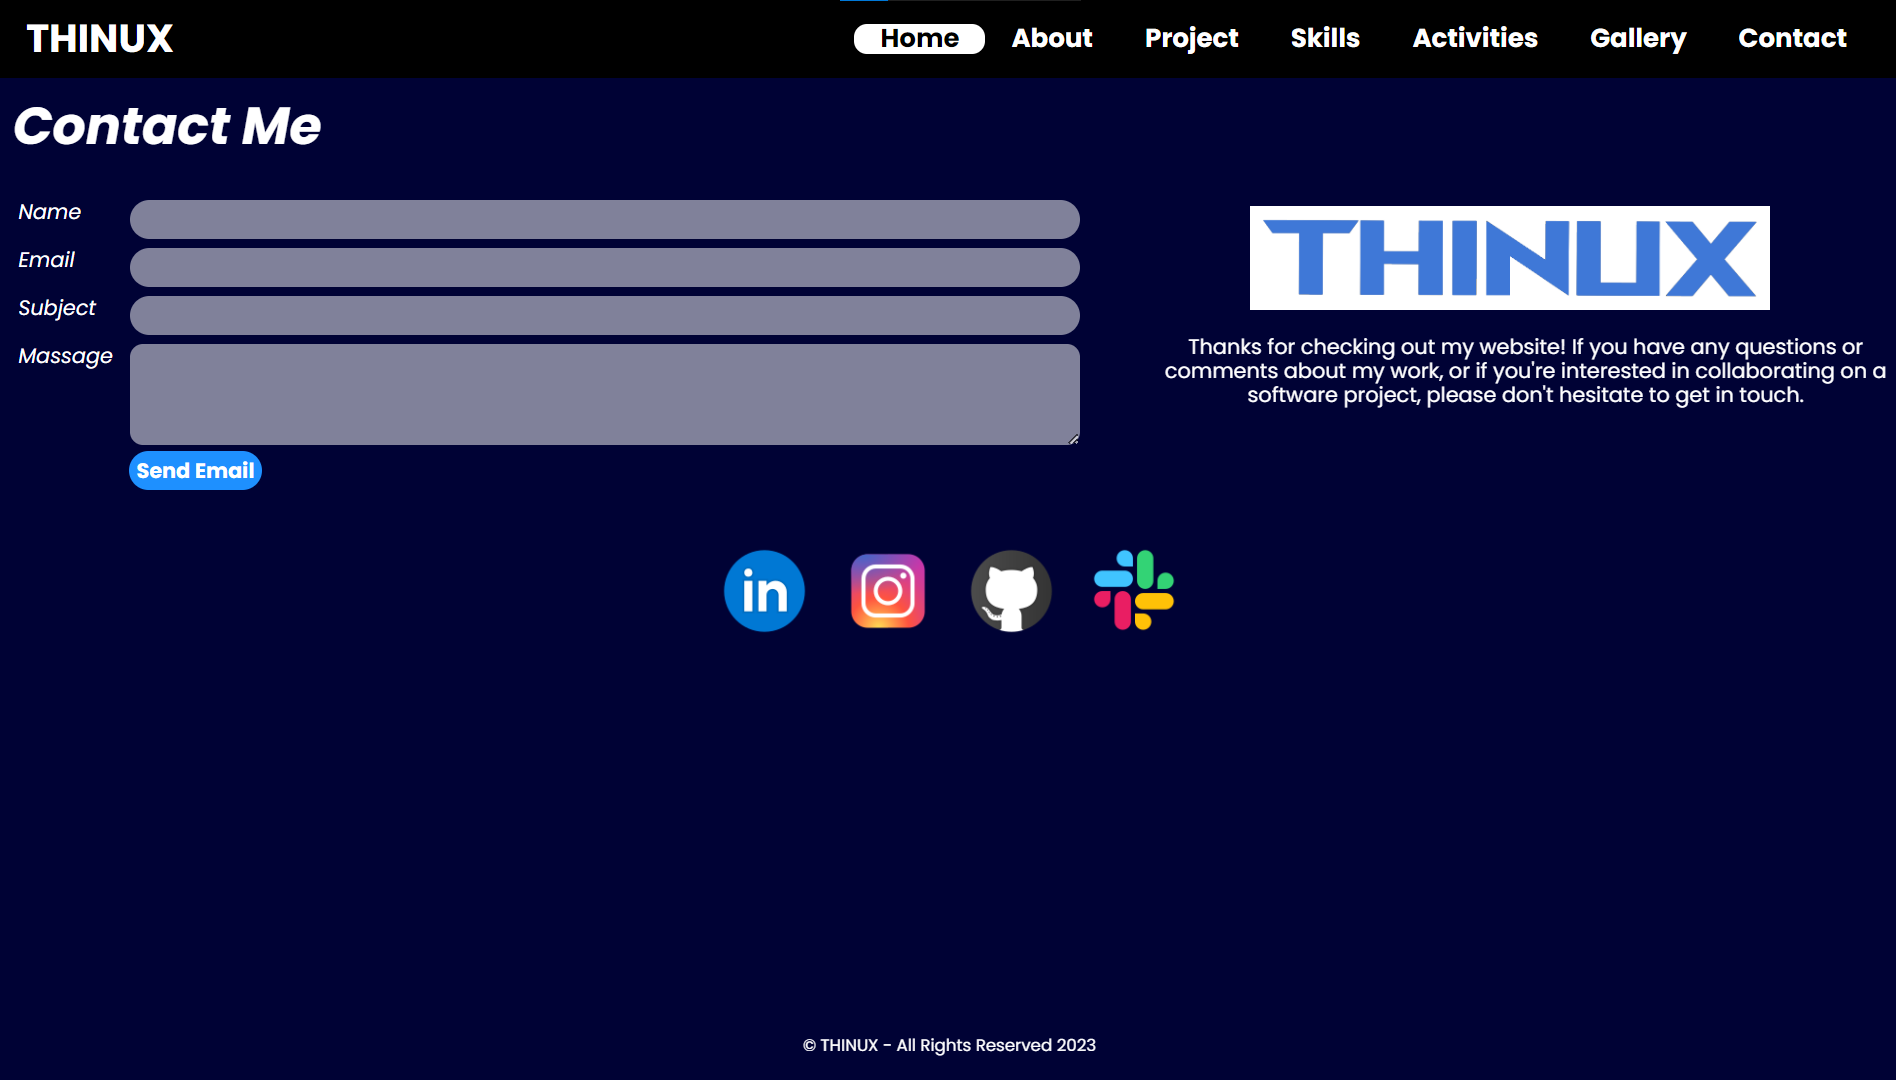 THINUX
Home
About
Project
Skills
Activities
Gallery
Contact
Contact Me
Name
Email
Subject
Massage
Send Email
THINUX
Thanks for checking out my website! If you have any questions or
comments about my work, or if you're interested in collaborating on a
software project, please don't hesitate to get in touch.
in
© THINUX - All Rights Reserved 2023